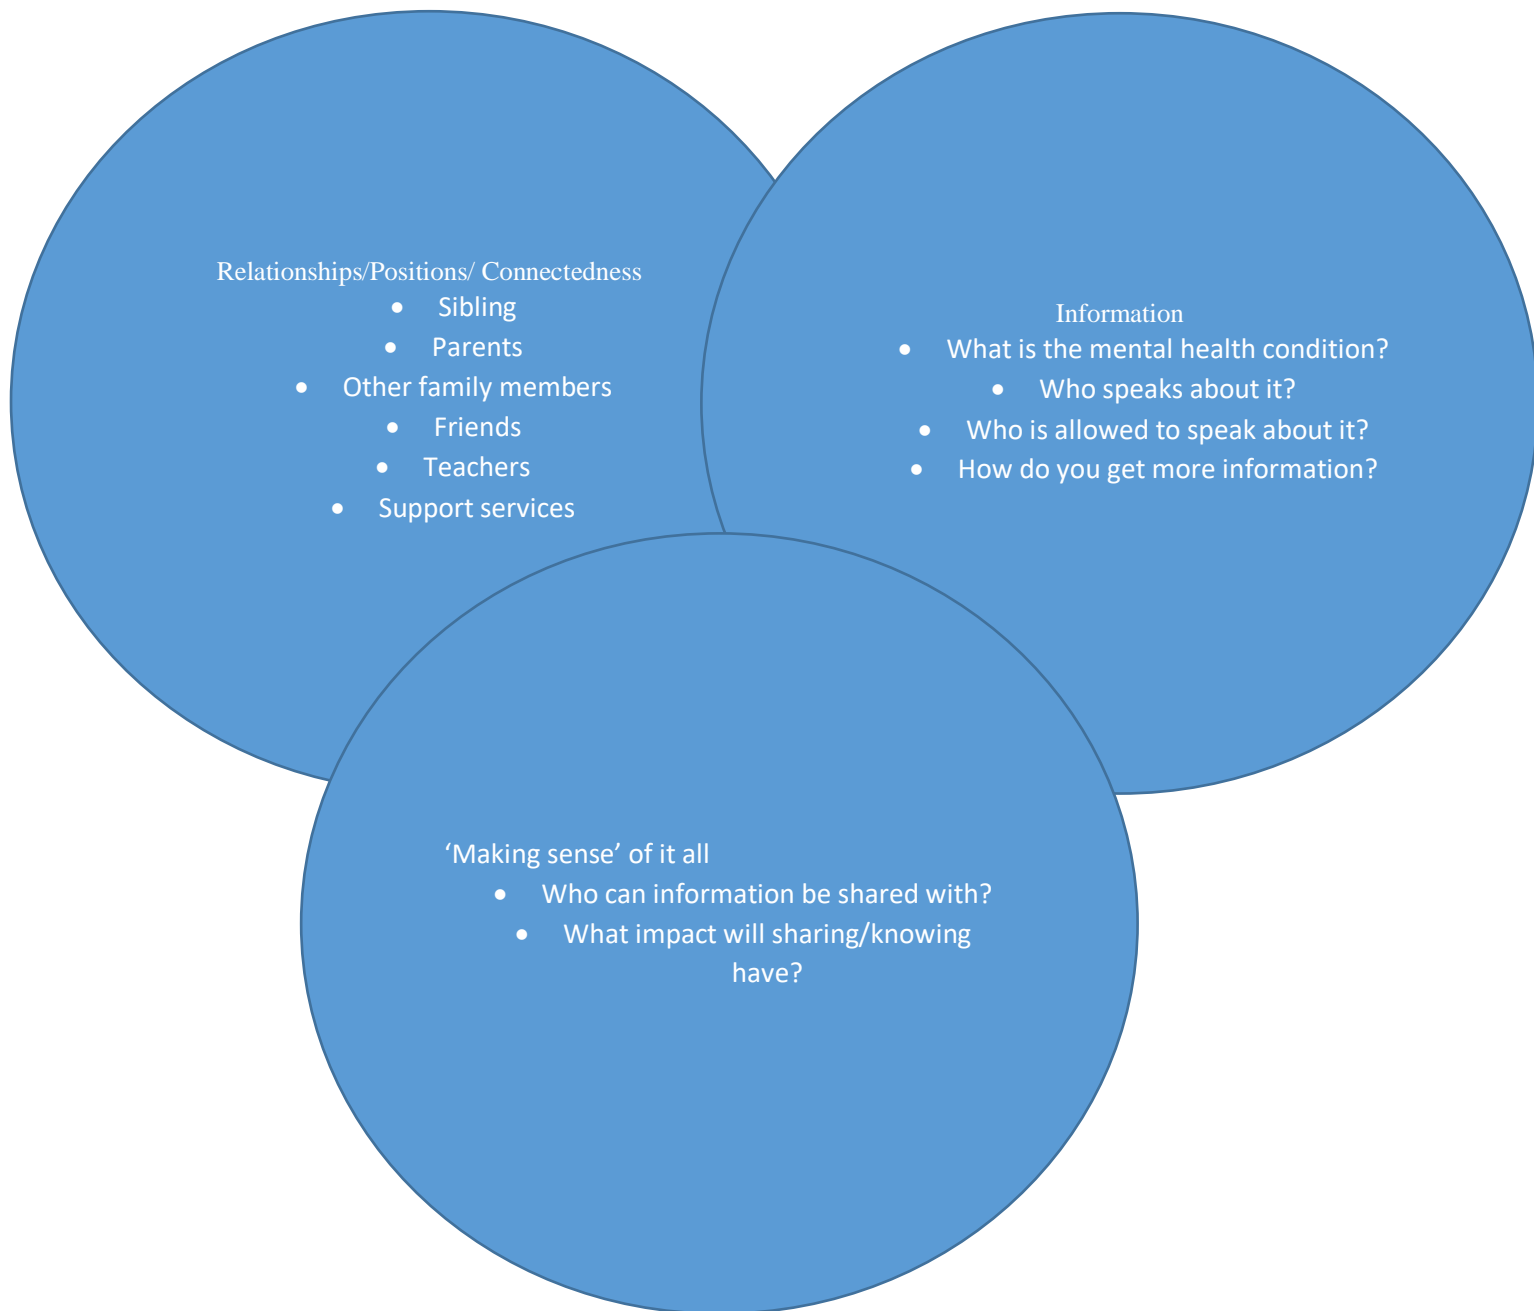 Relationships/Positions/ Connectedness
• Sibling
• Parents
• Other family members
• Friends
• Teachers
• Support services
Information
• What is the mental health condition?
• Who speaks about it?
• Who is allowed to speak about it?
• How do you get more information?
‘Making sense’ of it all
• Who can information be shared with?
• What impact will sharing/knowing
have?